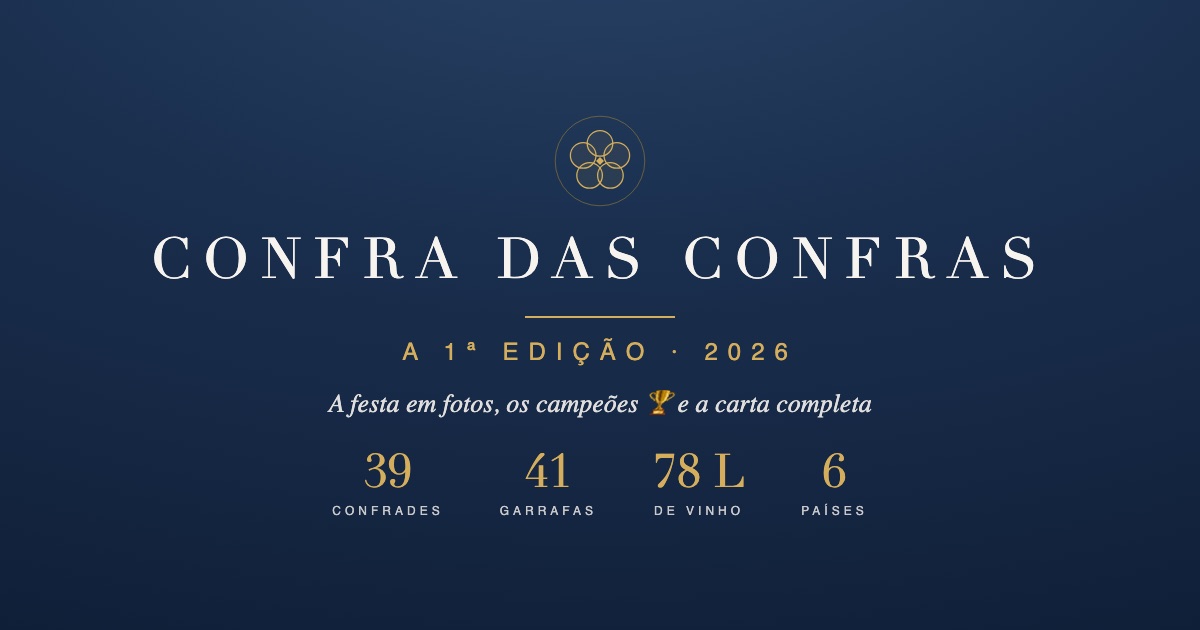 CONFRA DAS CONFRAS
A 1ª EDIÇÃO · 2026
A festa em fotos, os campeões 🏆 e a carta completa
39 41 78 L 6
CONFRADES GARRAFAS DE VINHO PAÍSES